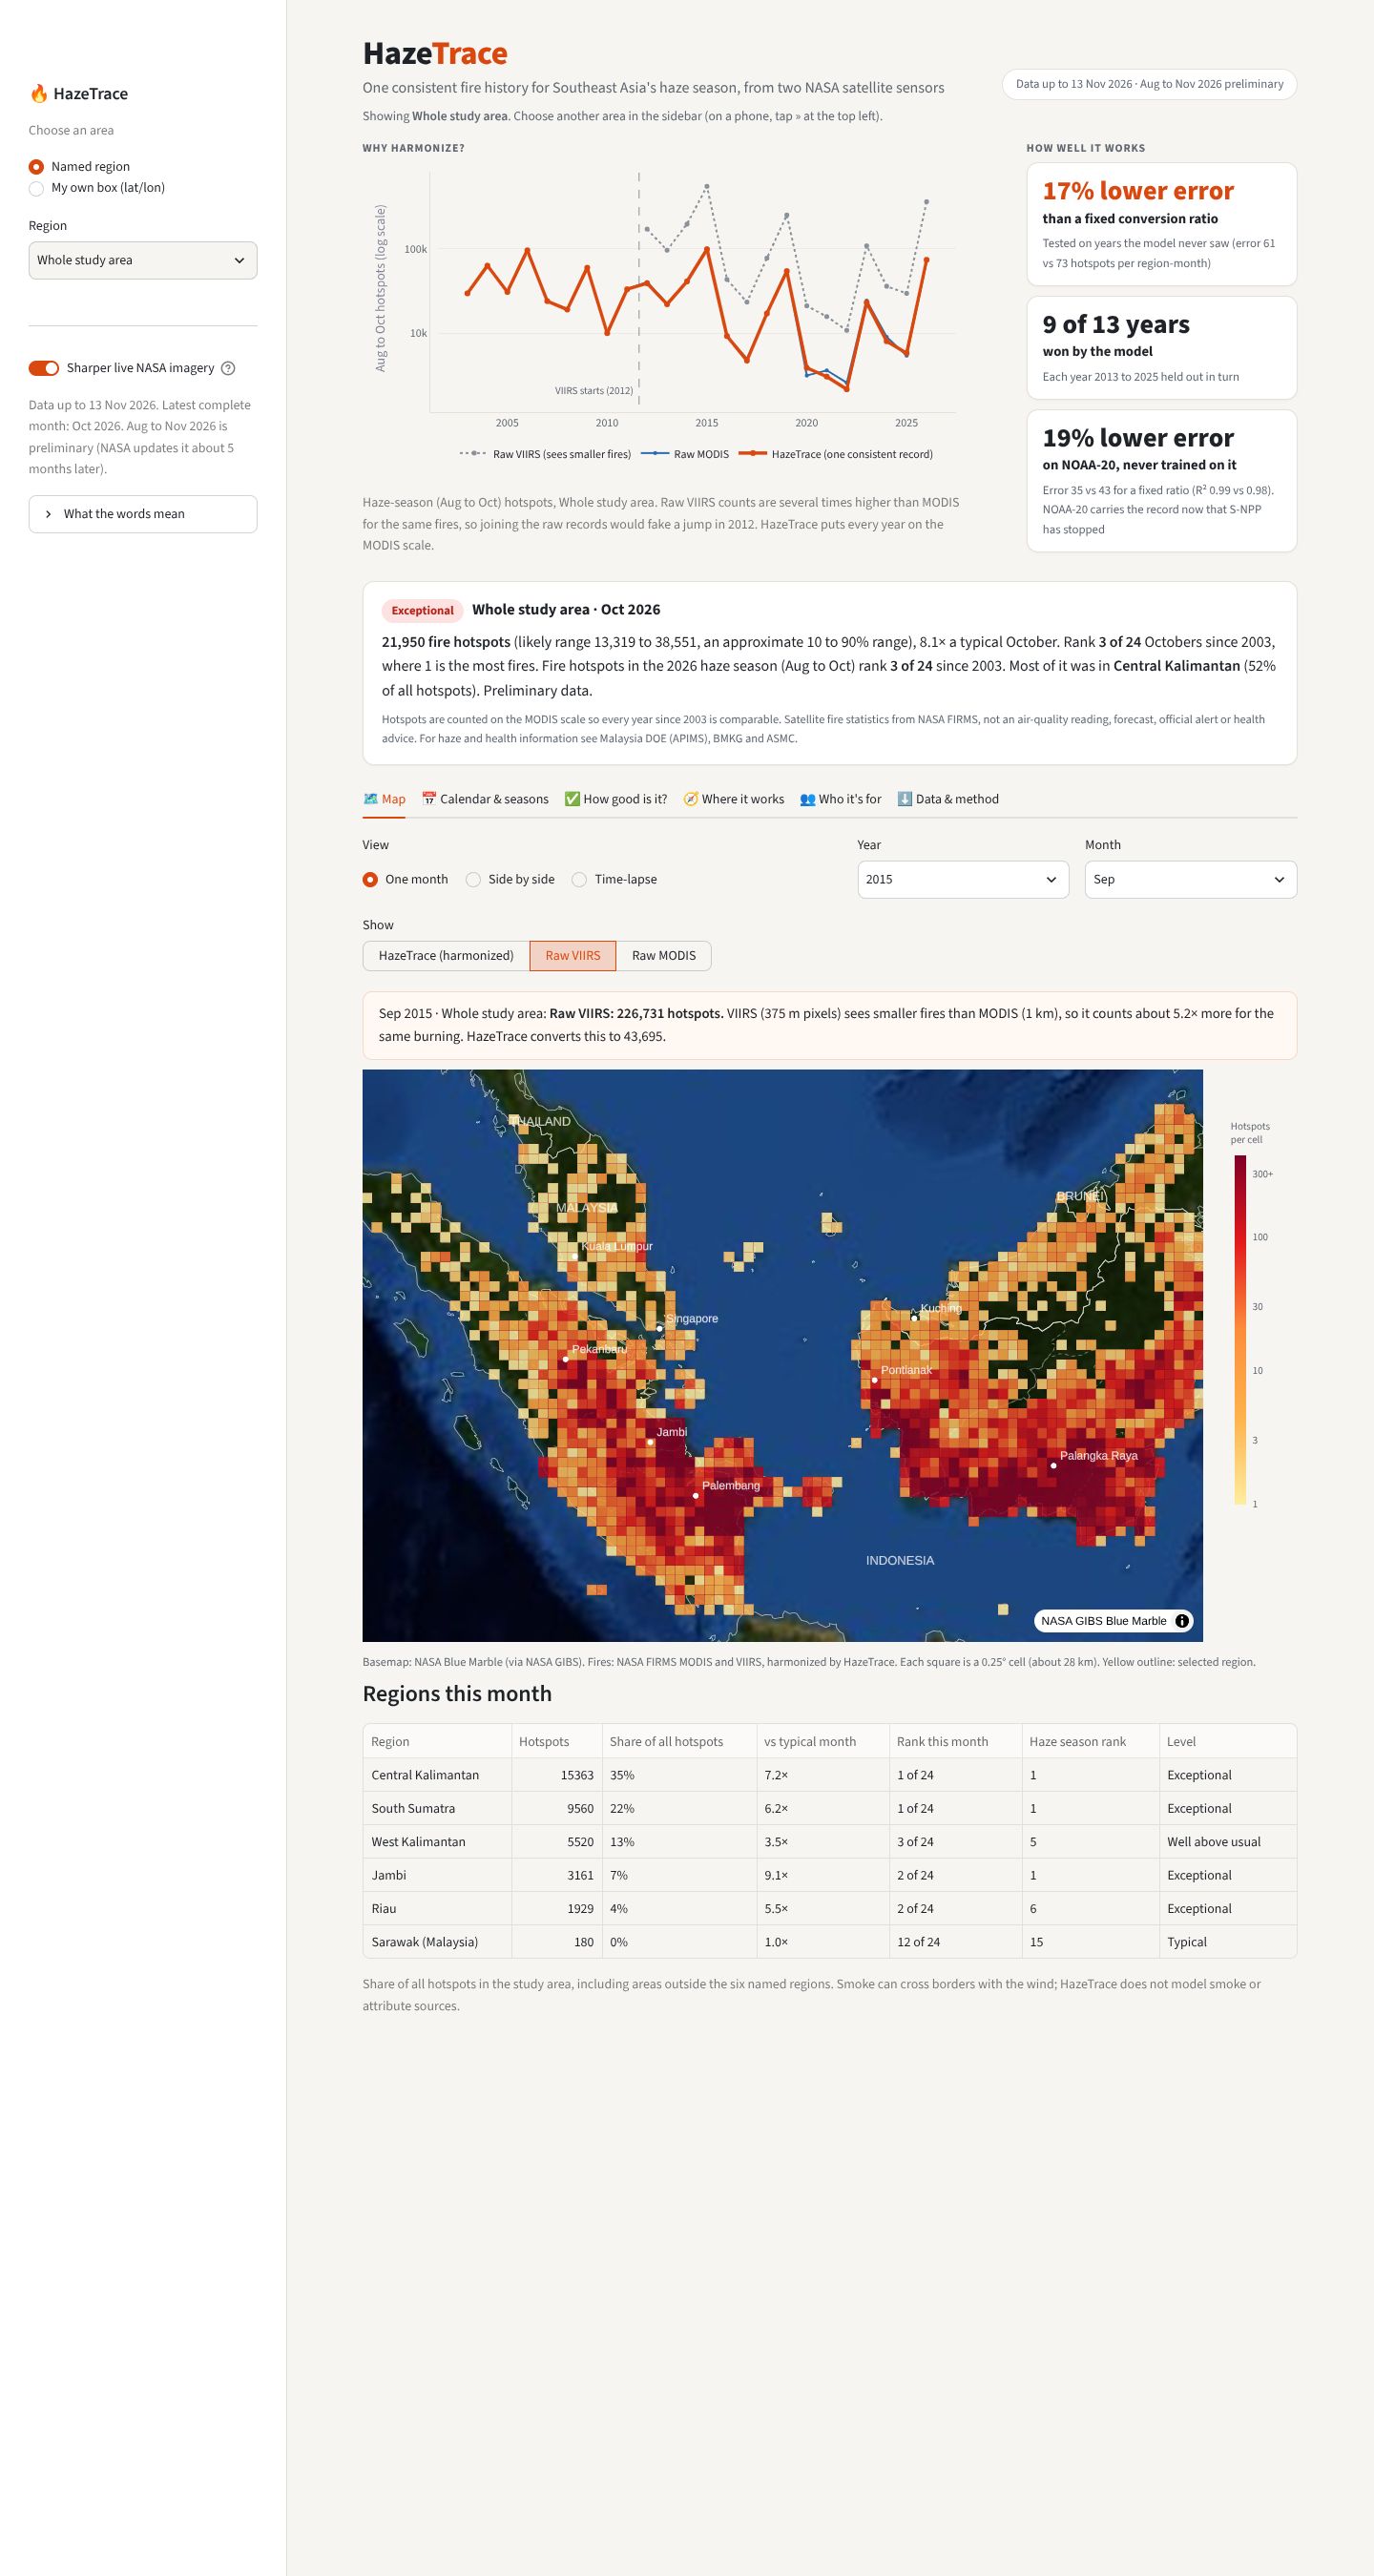 🔥 HazeTrace
Choose an area
Named region
My own box (lat/lon)
Region
Whole study area
Sharper live NASA imagery
Data up to 13 Nov 2026. Latest complete
month: Oct 2026. Aug to Nov 2026 is
preliminary (NASA updates it about 5
months later).
What the words mean
HazeTrace
One consistent fire history for Southeast Asia's haze season, from two NASA satellite sensors
Data up to 13 Nov 2026 · Aug to Nov 2026 preliminary
Showing Whole study area. Choose another area in the sidebar (on a phone, tap » at the top left).
WHY HARMONIZE?
Aug to Oct hotspots (log scale)
100k
10k
VIIRS starts (2012)
2005 2010 2015 2020 2025
Raw VIIRS (sees smaller fires) Raw MODIS HazeTrace (one consistent record)
Haze-season (Aug to Oct) hotspots, Whole study area. Raw VIIRS counts are several times higher than MODIS
for the same fires, so joining the raw records would fake a jump in 2012. HazeTrace puts every year on the
MODIS scale.
HOW WELL IT WORKS
17% lower error
than a fixed conversion ratio
Tested on years the model never saw (error 61
vs 73 hotspots per region-month)
9 of 13 years
won by the model
Each year 2013 to 2025 held out in turn
19% lower error
on NOAA-20, never trained on it
Error 35 vs 43 for a fixed ratio (R² 0.99 vs 0.98).
NOAA-20 carries the record now that S-NPP
has stopped
Exceptional Whole study area · Oct 2026
21,950 fire hotspots (likely range 13,319 to 38,551, an approximate 10 to 90% range), 8.1× a typical October. Rank 3 of 24 Octobers since 2003,
where 1 is the most fires. Fire hotspots in the 2026 haze season (Aug to Oct) rank 3 of 24 since 2003. Most of it was in Central Kalimantan (52%
of all hotspots). Preliminary data.
Hotspots are counted on the MODIS scale so every year since 2003 is comparable. Satellite fire statistics from NASA FIRMS, not an air-quality reading, forecast, official alert or health
advice. For haze and health information see Malaysia DOE (APIMS), BMKG and ASMC.
🗺️ Map 📅 Calendar & seasons ✅ How good is it? 🧭 Where it works 👥 Who it's for ⬇️ Data & method
View
One month Side by side Time-lapse
Year
2015
Month
Sep
Show
HazeTrace (harmonized) Raw VIIRS Raw MODIS
Sep 2015 · Whole study area: Raw VIIRS: 226,731 hotspots. VIIRS (375 m pixels) sees smaller fires than MODIS (1 km), so it counts about 5.2× more for the
same burning. HazeTrace converts this to 43,695.
THAILAND
MALAYSIA
BRUNEI
Kuala Lumpur
Singapore
Kuching
Pekanbaru
Pontianak
Jambi
Palangka Raya
Palembang
INDONESIA
NASA GIBS Blue Marble
Hotspots
per cell
300+
100
30
10
3
1
Basemap: NASA Blue Marble (via NASA GIBS). Fires: NASA FIRMS MODIS and VIIRS, harmonized by HazeTrace. Each square is a 0.25° cell (about 28 km). Yellow outline: selected region.
Regions this month
Region Hotspots Share of all hotspots vs typical month Rank this month Haze season rank Level
Central Kalimantan 15363 35% 7.2× 1 of 24 1 Exceptional
South Sumatra 9560 22% 6.2× 1 of 24 1 Exceptional
West Kalimantan 5520 13% 3.5× 3 of 24 5 Well above usual
Jambi 3161 7% 9.1× 2 of 24 1 Exceptional
Riau 1929 4% 5.5× 2 of 24 6 Exceptional
Sarawak (Malaysia) 180 0% 1.0× 12 of 24 15 Typical
Share of all hotspots in the study area, including areas outside the six named regions. Smoke can cross borders with the wind; HazeTrace does not model smoke or
attribute sources.